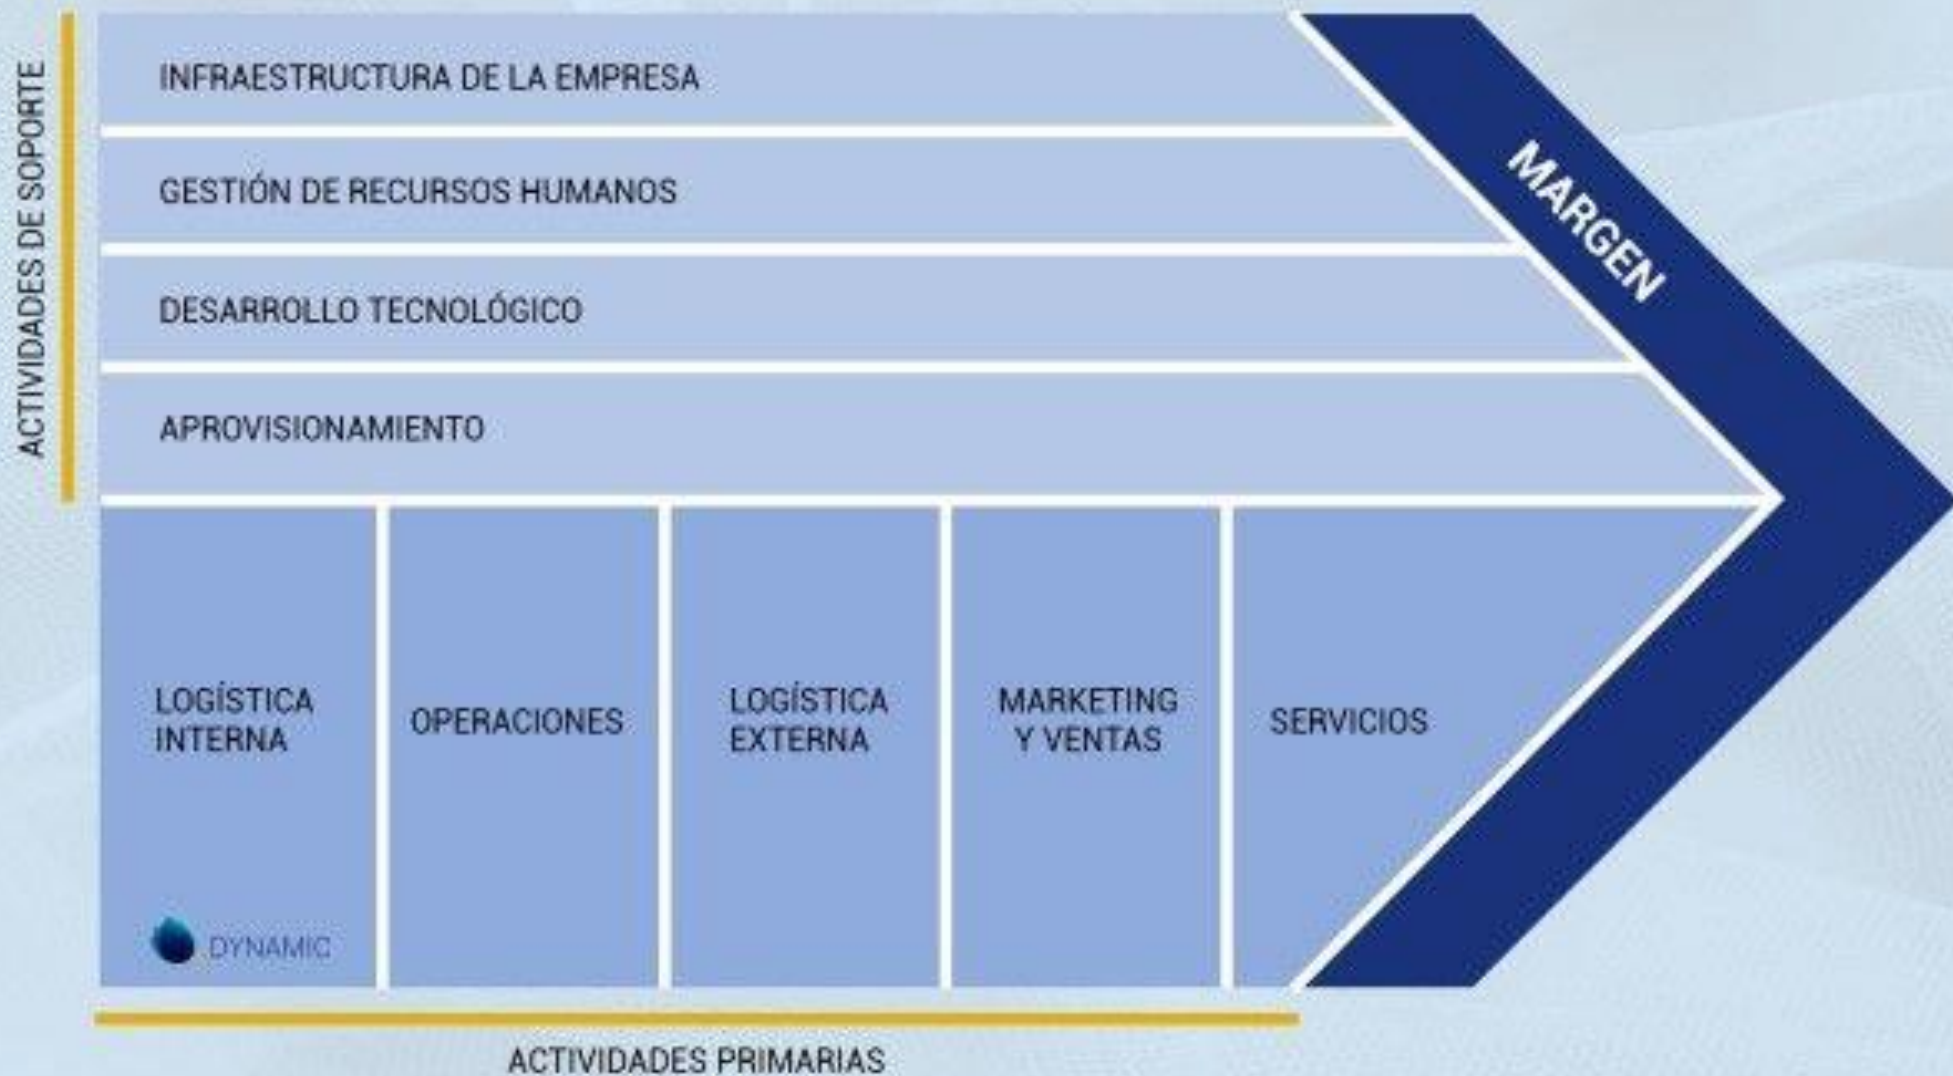 ACTIVIDADES DE SOPORTE
INFRAESTRUCTURA DE LA EMPRESA
GESTIÓN DE RECURSOS HUMANOS
DESARROLLO TECNOLÓGICO
APROVISIONAMIENTO
MARGEN
LOGÍSTICA
INTERNA
OPERACIONES
LOGÍSTICA
EXTERNA
MARKETING
Y VENTAS
SERVICIOS
DYNAMIC
ACTIVIDADES PRIMARIAS